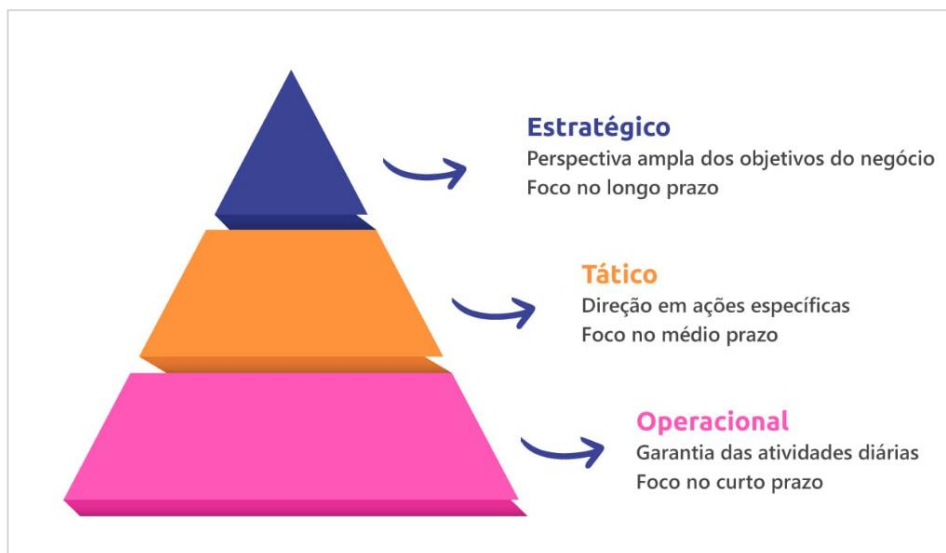 Estratégico
Perspectiva ampla dos objetivos do negócio
Foco no longo prazo
Tático
Direção em ações específicas
Foco no médio prazo
Operacional
Garantia das atividades diárias
Foco no curto prazo